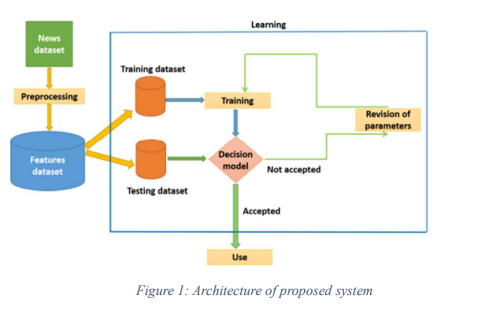 Learning
News
dataset
Training dataset
Preprocessing
Training
Revision of
parameters
Features
dataset
Decision
model
Not accepted
Testing dataset
Accepted
Use
Figure 1: Architecture of proposed system